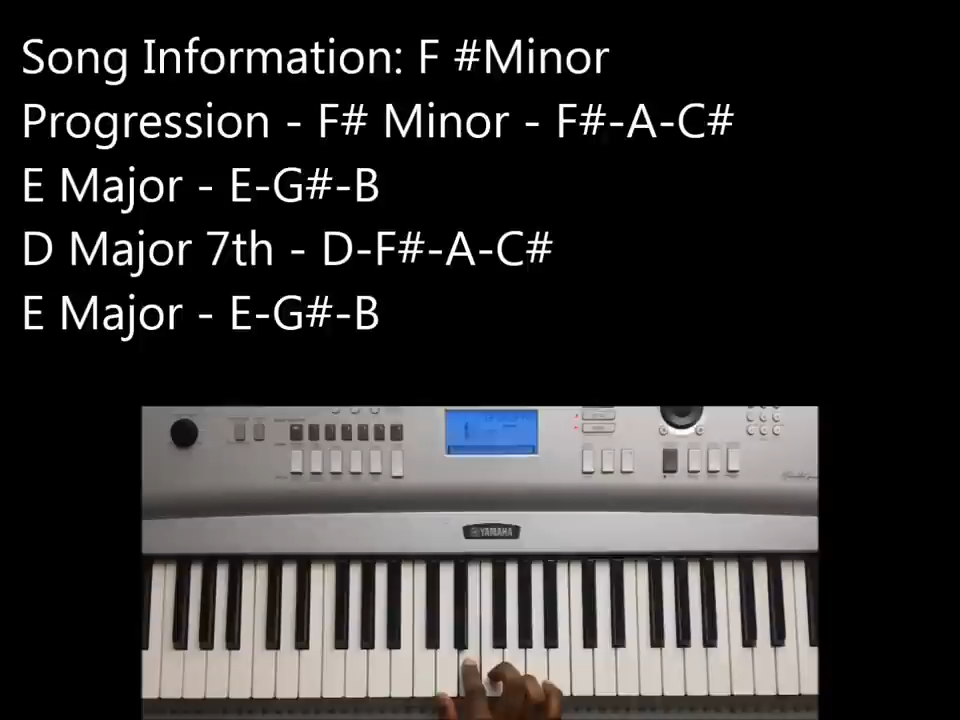 Song Information: F #Minor
Progression - F# Minor - F#-A-C#
E Major - E-G#-B
D Major 7th - D-F#-A-C#
E Major - E-G#-B
YAMAHA